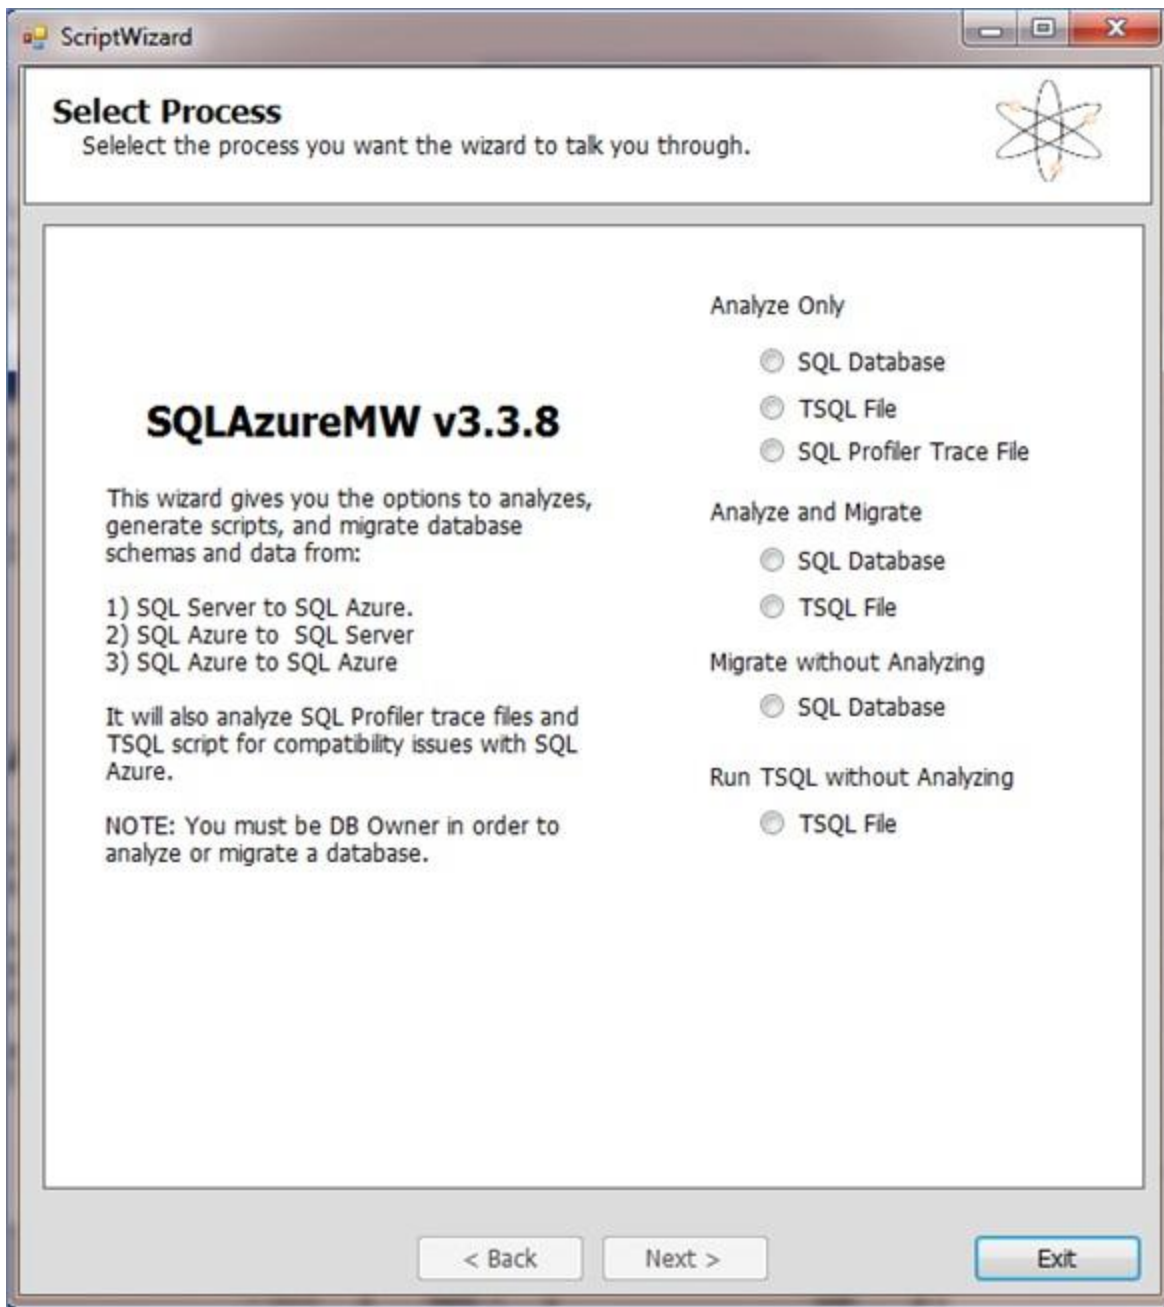 ScriptWizard
Select Process
Selelect the process you want the wizard to talk you through.
SQLAzureMW v3.3.8
This wizard gives you the options to analyzes,
generate scripts, and migrate database
schemas and data from:
1) SQL Server to SQL Azure.
2) SQL Azure to  SQL Server
3) SQL Azure to SQL Azure
It will also analyze SQL Profiler trace files and
TSQL script for compatibility issues with SQL
Azure.
NOTE: You must be DB Owner in order to
analyze or migrate a database.
Analyze Only
SQL Database
TSQL File
SQL Profiler Trace File
Analyze and Migrate
SQL Database
TSQL File
Migrate without Analyzing
SQL Database
Run TSQL without Analyzing
TSQL File
< Back
Next >
Exit